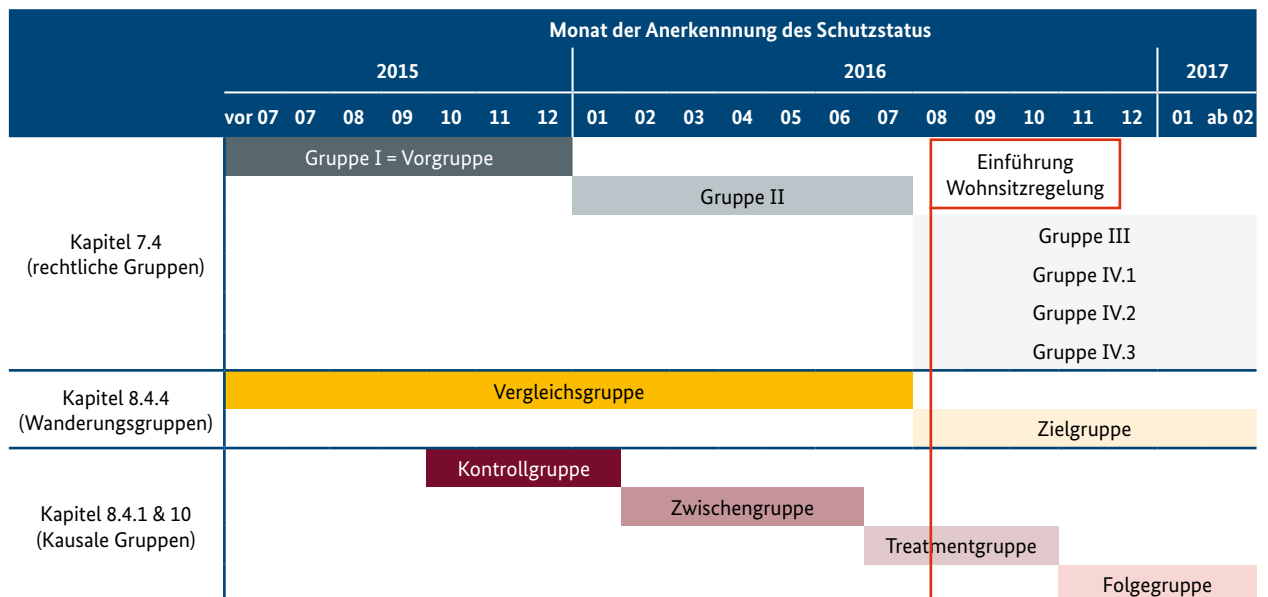 Monat der Anerkennnung des Schutzstatus
2015 2016 2017
vor 07 07 08 09 10 11 12 01 02 03 04 05 06 07 08 09 10 11 12 01 ab 02
Gruppe I = Vorgruppe
Einführung
Wohnsitzregelung
Gruppe II
Kapitel 7.4
(rechtliche Gruppen)
Gruppe III
Gruppe IV.1
Gruppe IV.2
Gruppe IV.3
Kapitel 8.4.4
(Wanderungsgruppen)
Vergleichsgruppe
Zielgruppe
Kapitel 8.4.1 & 10
(Kausale Gruppen)
Kontrollgruppe
Zwischengruppe
Treatmentgruppe
Folgegruppe